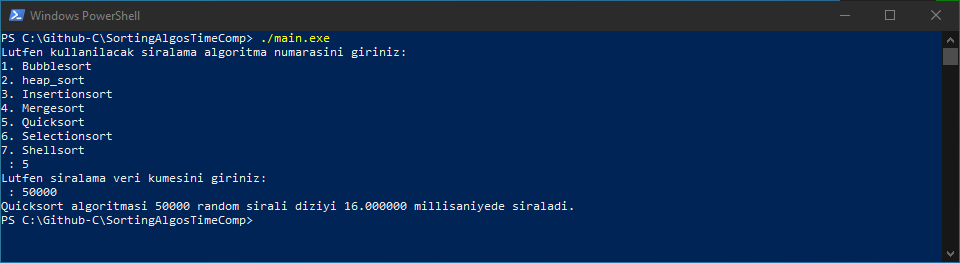 Windows PowerShell
PS C:\Github-C\SortingAlgosTimeComp> ./main.exe
Lutfen kullanilacak siralama algoritma numarasini giriniz:
1. Bubblesort
2. heap_sort
3. Insertionsort
4. Mergesort
5. Quicksort
6. Selectionsort
7. Shellsort
 : 5
Lutfen siralama veri kumesini giriniz:
 : 50000
Quicksort algoritmasi 50000 random sirali diziyi 16.000000 millisaniyede siraladi.
PS C:\Github-C\SortingAlgosTimeComp>